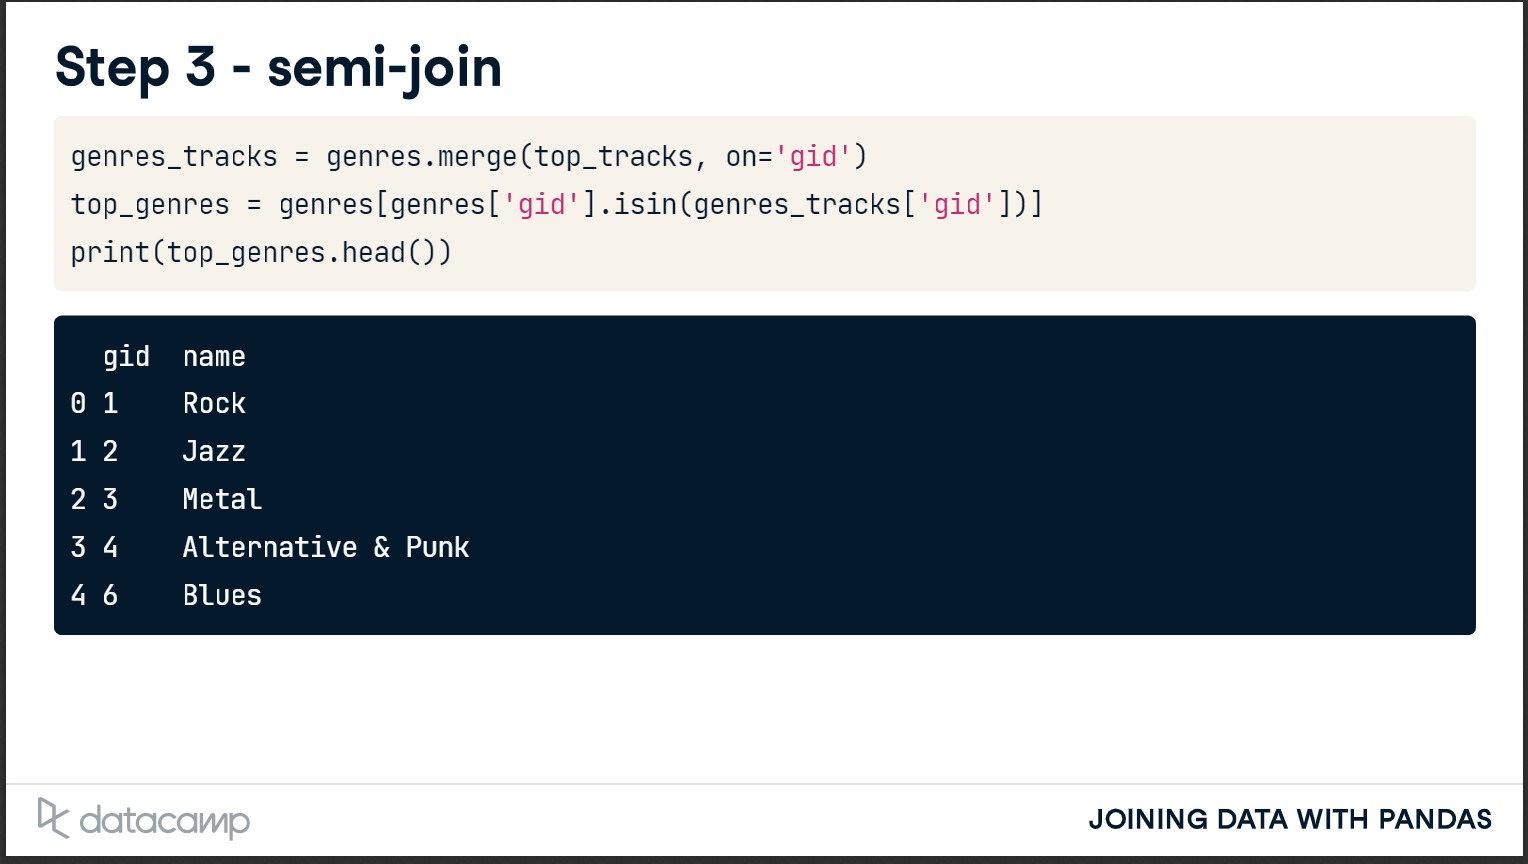 Step 3 - semi-join
genres_tracks = genres.merge(top_tracks, on='gid')
top_genres = genres[genres['gid'].isin(genres_tracks['gid'])]
print(top_genres.head())
  gid  name
0 1    Rock
1 2    Jazz
2 3    Metal
3 4    Alternative & Punk
4 6    Blues
datacamp
JOINING DATA WITH PANDAS